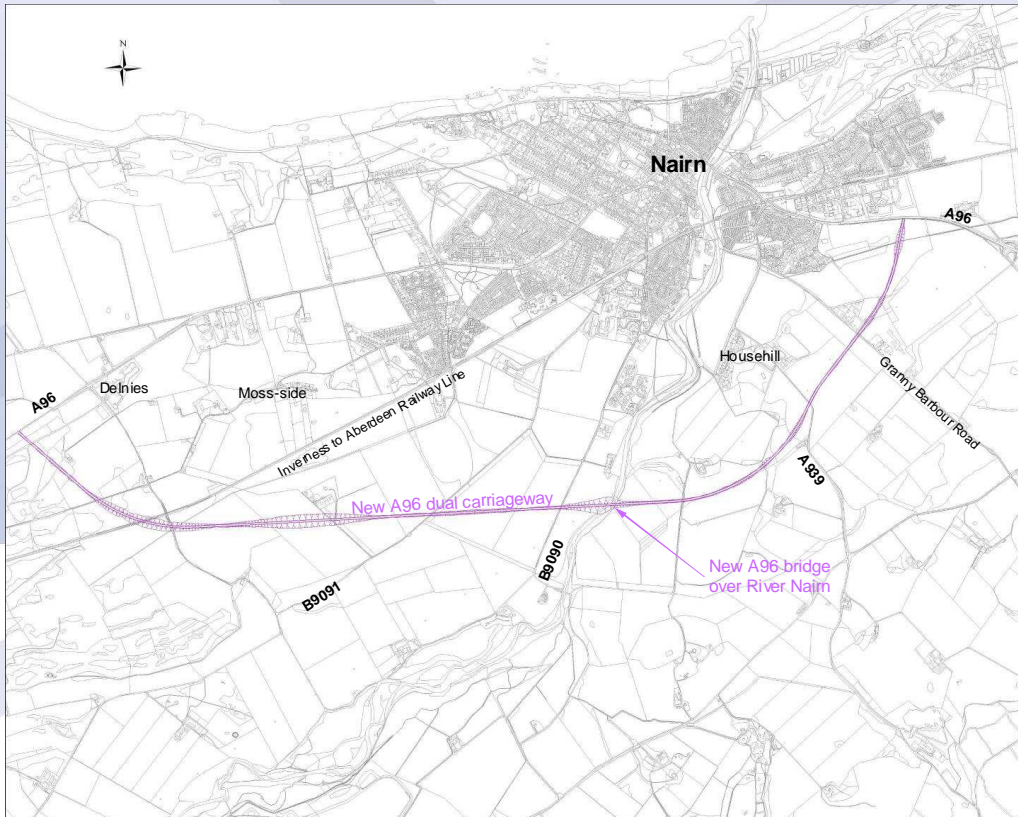 N
Nairn
A96
Househill
Delnies
Moss-side
A96
Granny Barbour Road
Inverness to Aberdeen Railway Line
A939
New A96 dual carriageway
B9090
New A96 bridge
over River Nairn
B9091